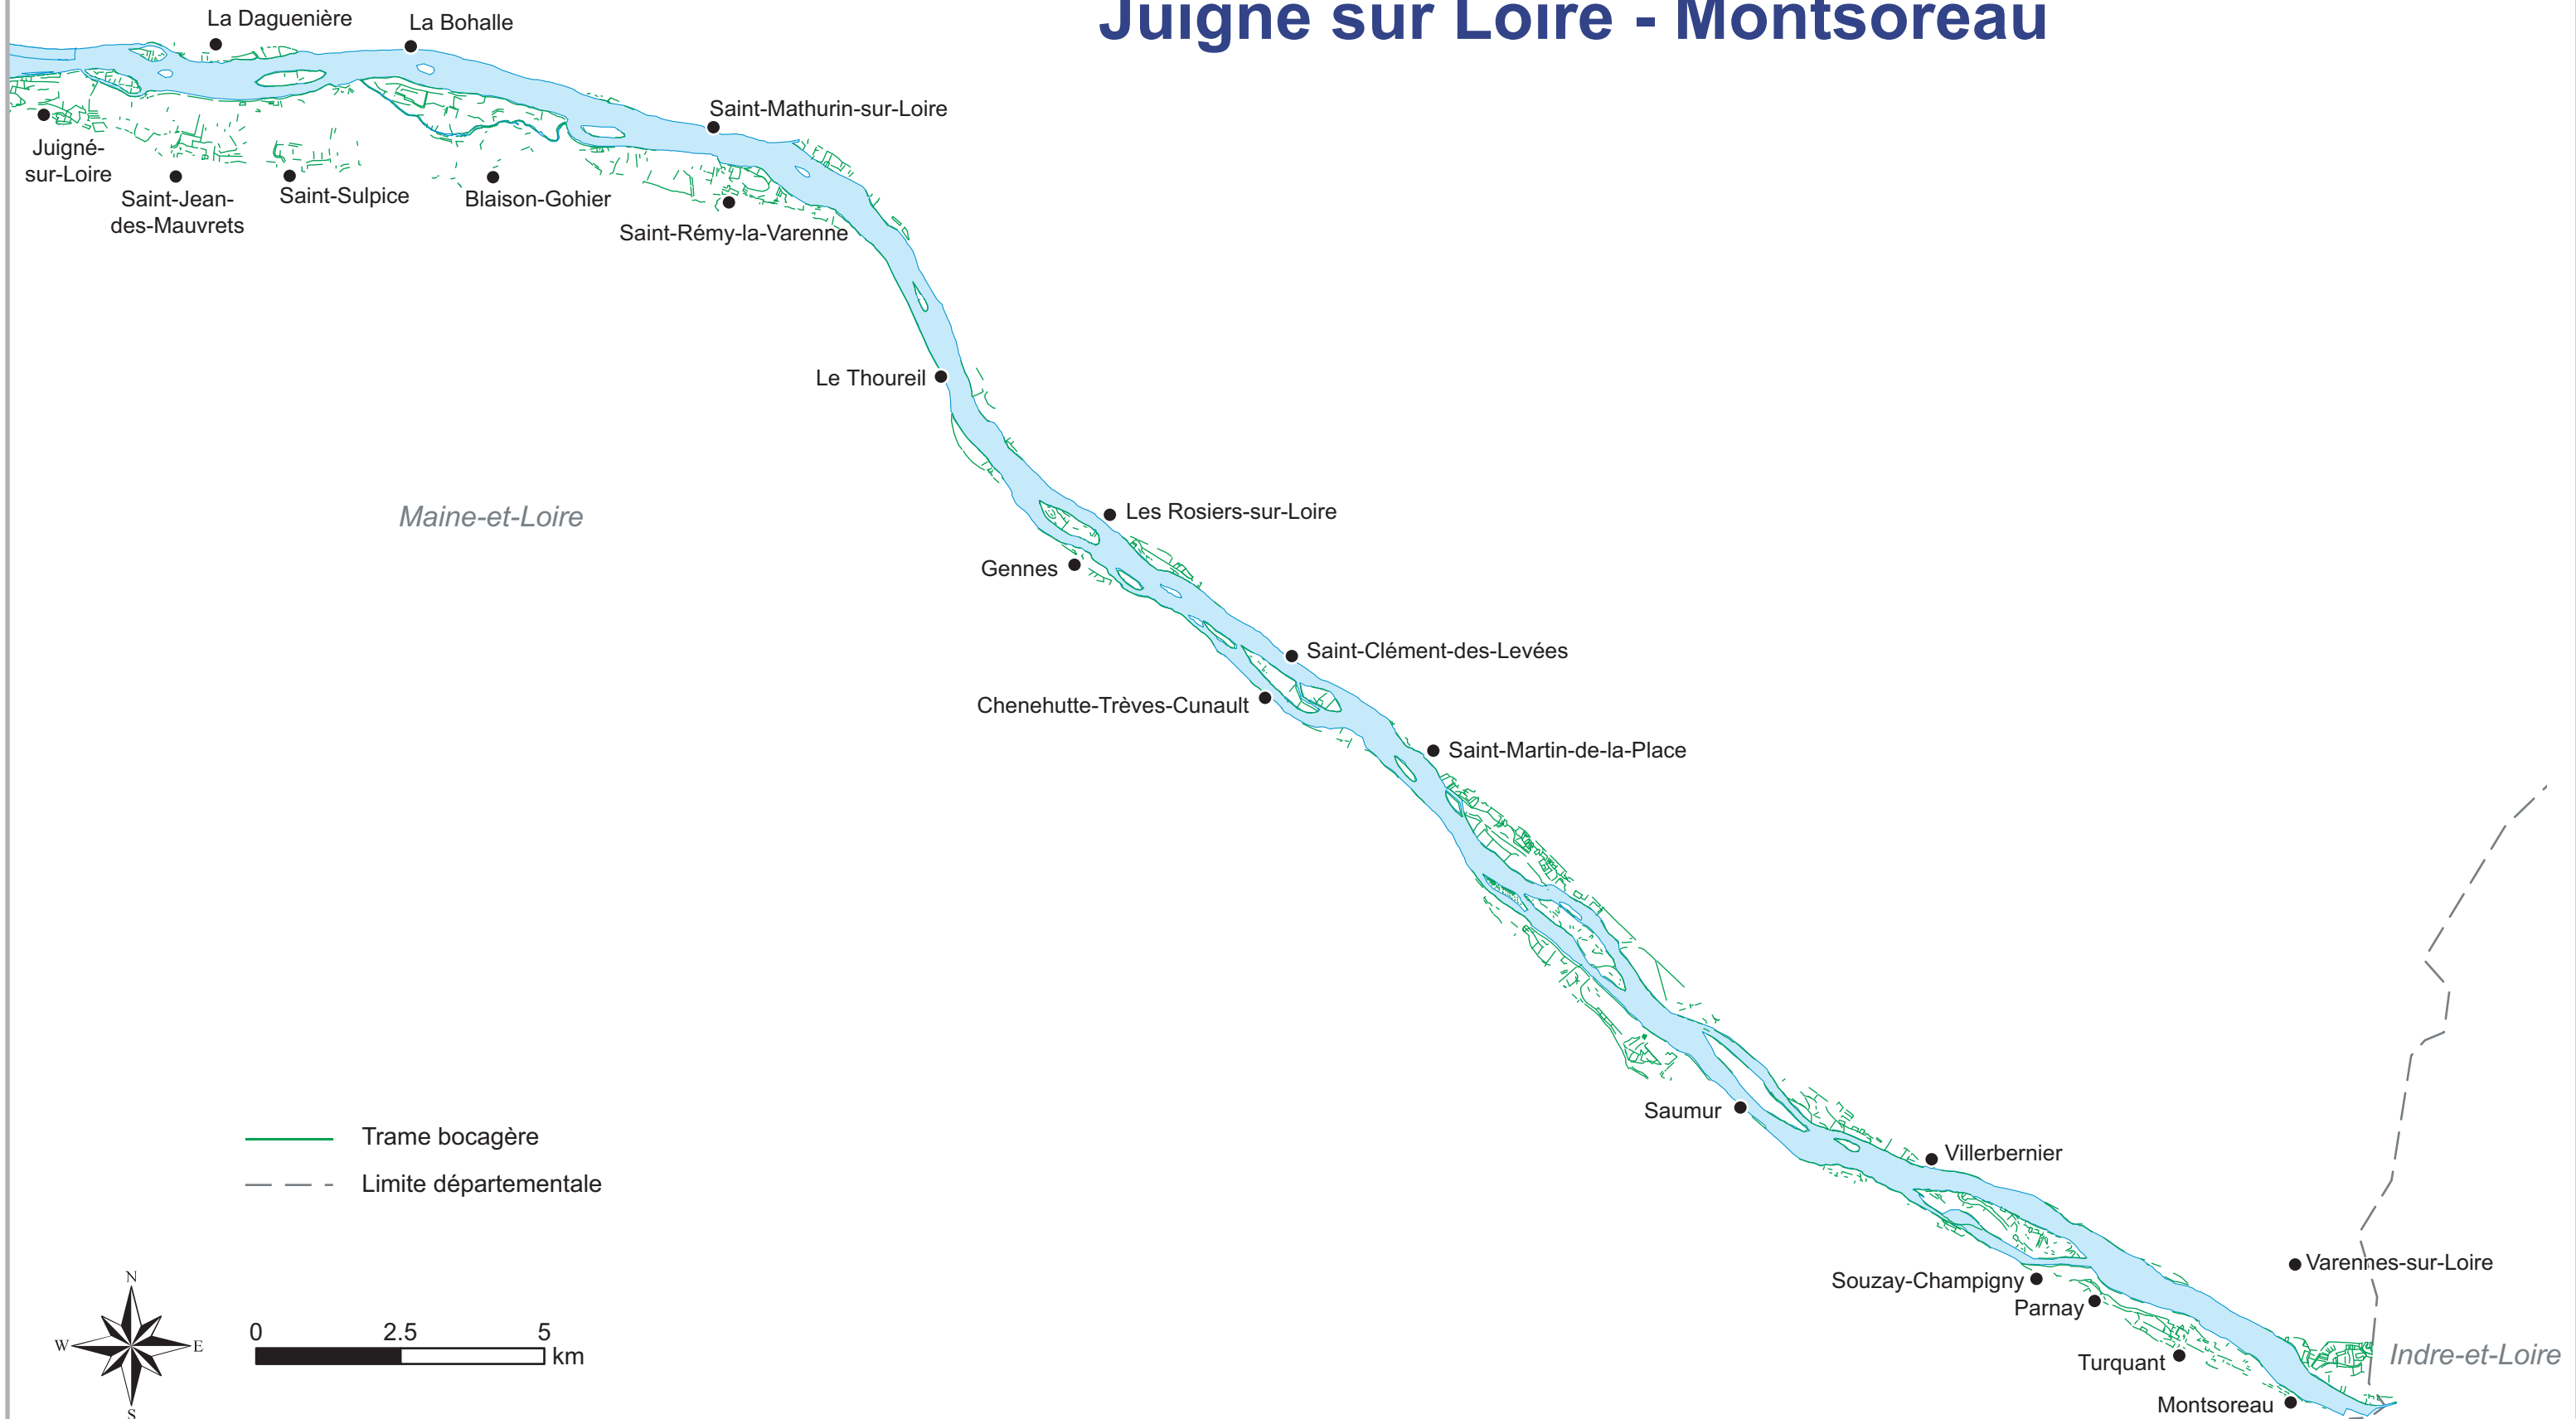 Juigné sur Loire - Montsoreau
La Daguenière
La Bohalle
Saint-Mathurin-sur-Loire
Juigné-
sur-Loire
Saint-Jean-
des-Mauvrets
Saint-Sulpice
Blaison-Gohier
Saint-Rémy-la-Varenne
Le Thoureil
Maine-et-Loire
Les Rosiers-sur-Loire
Gennes
Saint-Clément-des-Levées
Chenehutte-Trèves-Cunault
Saint-Martin-de-la-Place
Saumur
Villerbernier
Trame bocagère
Limite départementale
Varennes-sur-Loire
Souzay-Champigny
Parnay
Turquant
Montsoreau
Indre-et-Loire
N
W
E
S
0 2.5 5
km